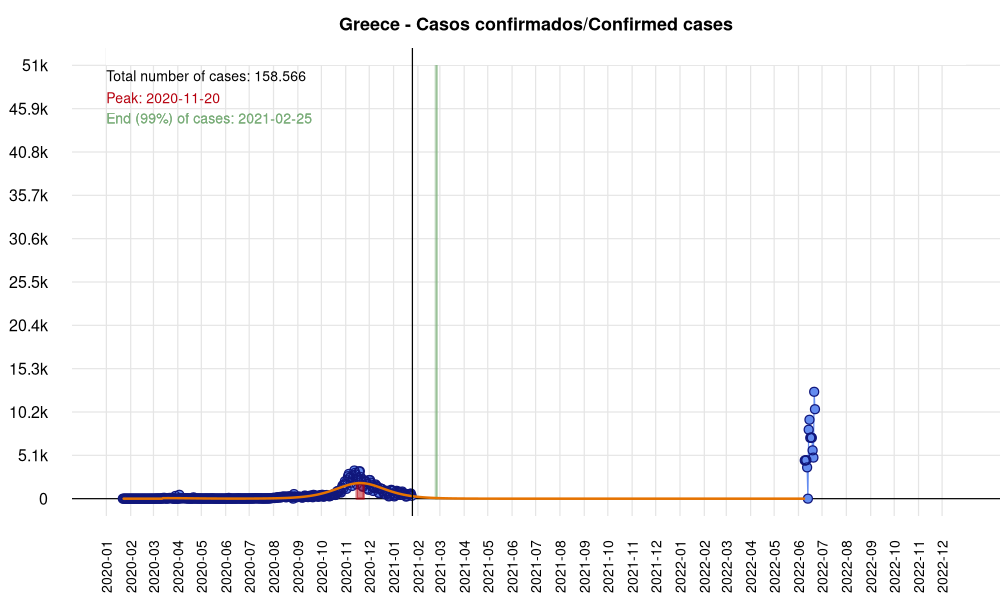 Greece - Casos confirmados/Confirmed cases
51k
45.9k
40.8k
35.7k
30.6k
25.5k
20.4k
15.3k
10.2k
5.1k
0
Total number of cases: 158.566
Peak: 2020-11-20
End (99%) of cases: 2021-02-25
2020-01
2020-02
2020-03
2020-04
2020-05
2020-06
2020-07
2020-08
2020-09
2020-10
2020-11
2020-12
2021-01
2021-02
2021-03
2021-04
2021-05
2021-06
2021-07
2021-08
2021-09
2021-10
2021-11
2021-12
2022-01
2022-02
2022-03
2022-04
2022-05
2022-06
2022-07
2022-08
2022-09
2022-10
2022-11
2022-12